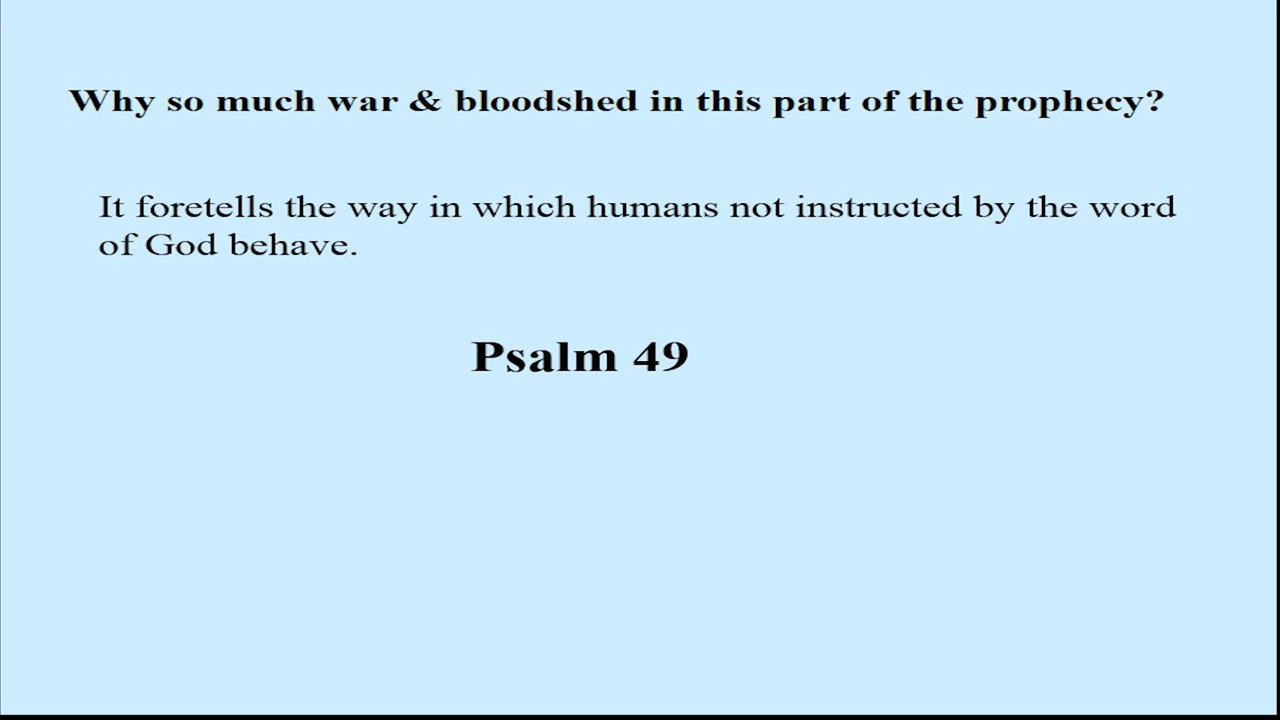 Why so much war & bloodshed in this part of the prophecy?
It foretells the way in which humans not instructed by the word
of God behave.
Psalm 49